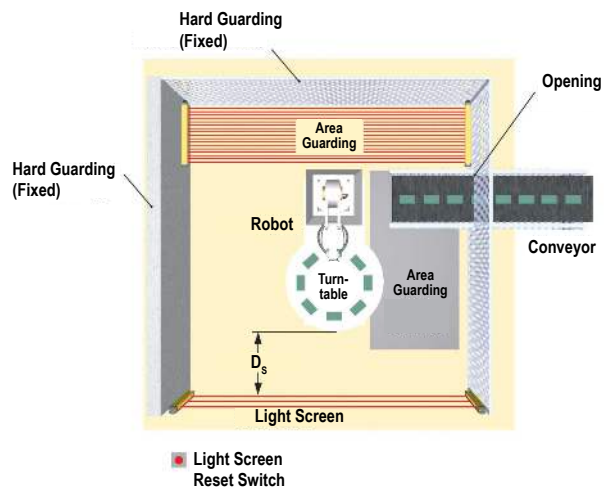 Hard Guarding
(Fixed)
Opening
Area
Guarding
Hard Guarding
(Fixed)
Robot
Conveyor
Turn-
table
Area
Guarding
Ds
Light Screen
Light Screen
Reset Switch